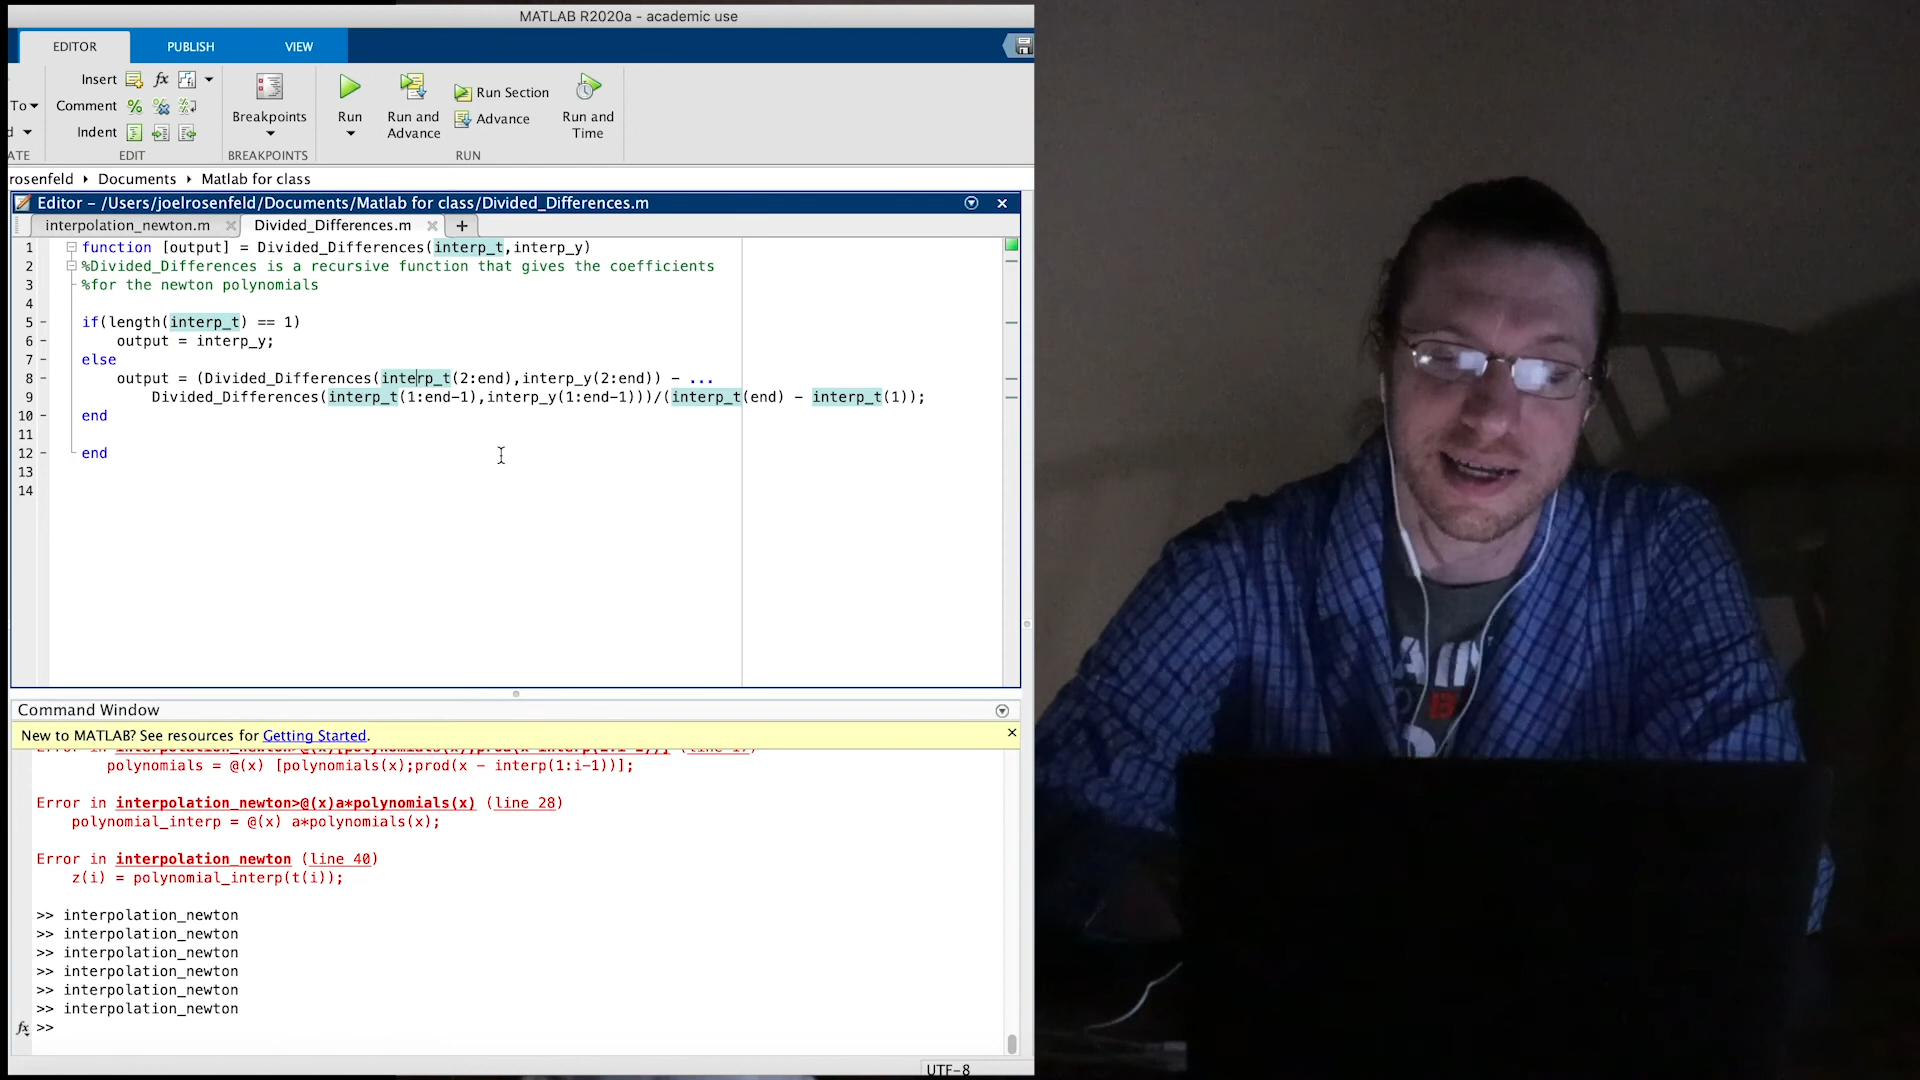 MATLAB R2020a - academic use
EDITOR PUBLISH VIEW
Insert fx
To Comment
Indent
Breakpoints
Run
Run and Advance
Run Section
Advance
Run and Time
EDIT BREAKPOINTS RUN
rosenfeld ▸ Documents ▸ Matlab for class
Editor – /Users/joelrosenfeld/Documents/Matlab for class/Divided_Differences.m
interpolation_newton.m Divided_Differences.m +
1 function [output] = Divided_Differences(interp_t,interp_y)
2 %Divided_Differences is a recursive function that gives the coefficients
3 %for the newton polynomials
4
5 – if(length(interp_t) == 1)
6 – output = interp_y;
7 – else
8 – output = (Divided_Differences(interp_t(2:end),interp_y(2:end)) – ...
9 – Divided_Differences(interp_t(1:end-1),interp_y(1:end-1)))/(interp_t(end) – interp_t(1));
10 – end
11
12 – end
13
14
Command Window
New to MATLAB? See resources for Getting Started.
polynomials = @(x) [polynomials(x);prod(x - interp(1:i-1))];
Error in interpolation_newton>@(x)a*polynomials(x) (line 28)
polynomial_interp = @(x) a*polynomials(x);
Error in interpolation_newton (line 40)
z(i) = polynomial_interp(t(i));
>> interpolation_newton
>> interpolation_newton
>> interpolation_newton
>> interpolation_newton
>> interpolation_newton
>> interpolation_newton
fx >>
UTF-8